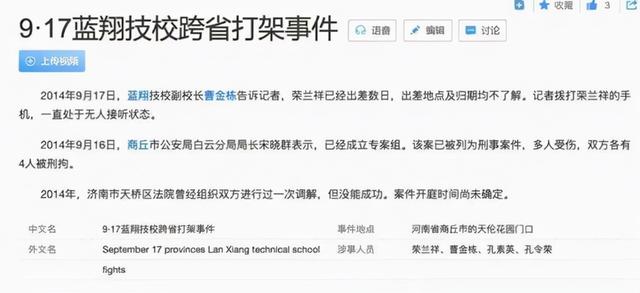 收藏 3
9·17蓝翔技校跨省打架事件 语音 编辑 讨论
上传视频
2014年9月17日，蓝翔技校副校长曹金栋告诉记者，荣兰祥已经出差数日，出差地点及归期均不了解。记者拨打荣兰祥的手
机，一直处于无人接听状态。
2014年9月16日，商丘市公安局白云分局局长宋晓群表示，已经成立专案组。该案已被列为刑事案件，多人受伤，双方各有
4人被刑拘。
2014年，济南市天桥区法院曾经组织双方进行过一次调解，但没能成功。案件开庭时间尚未确定。
中文名 9·17蓝翔技校跨省打架事件 事件地点 河南省商丘市的天伦花园门口
外文名 September 17 provinces Lan Xiang technical school 涉事人员 荣兰祥、曹金栋、孔素英、孔令荣
fights